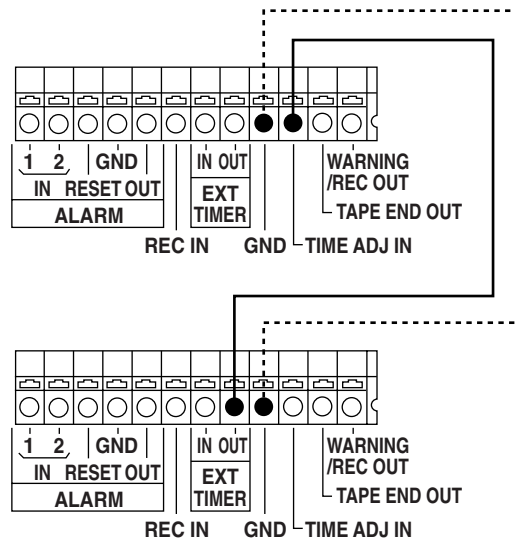 1 2 GND IN OUT WARNING
IN RESET OUT EXT /REC OUT
ALARM TIMER TAPE END OUT
REC IN GND TIME ADJ IN
1 2 GND IN OUT WARNING
IN RESET OUT EXT /REC OUT
ALARM TIMER TAPE END OUT
REC IN GND TIME ADJ IN